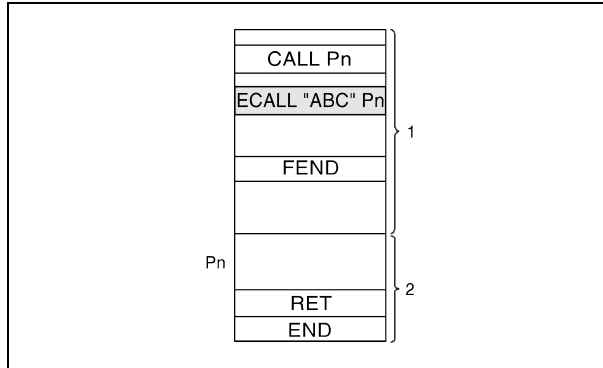 CALL Pn
ECALL "ABC" Pn
1
FEND
Pn
2
RET
END